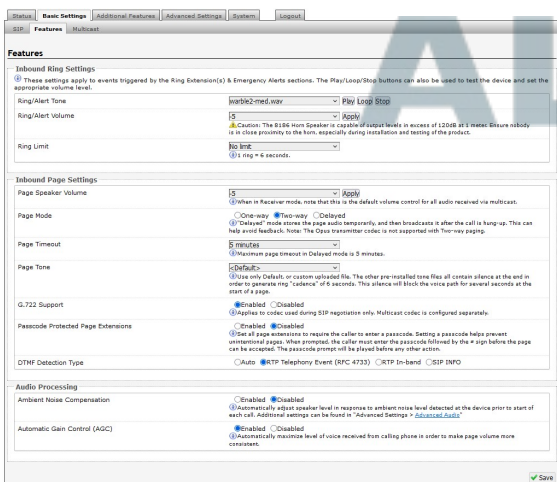 Status Basic Settings Additional Features Advanced Settings System Logout
SIP Features Multicast
Features
Inbound Ring Settings
These settings apply to events triggered by the Ring Extension(s) & Emergency Alerts sections. The Play/Loop/Stop buttons can also be used to test the device and set the
appropriate volume level.
Ring/Alert Tone warble2-med.wav Play Loop Stop
Ring/Alert Volume -5 Apply
Caution: The 8186 Horn Speaker is capable of output levels in excess of 120dB at 1 meter. Ensure nobody
is in close proximity to the horn, especially during installation and testing of the product.
Ring Limit No limit
1 ring = 6 seconds.
Inbound Page Settings
Page Speaker Volume -5 Apply
When in Receiver mode, note that this is the default volume control for all audio received via multicast.
Page Mode One-way Two-way Delayed
"Delayed" mode stores the page audio temporarily, and then broadcasts it after the call is hung-up. This can
help avoid feedback. Note: The Opus transmitter codec is not supported with Two-way paging.
Page Timeout 5 minutes
Maximum page timeout in Delayed mode is 5 minutes.
Page Tone <Default>
Use only Default, or custom uploaded file. The other pre-installed tone files all contain silence at the end in
order to generate ring "cadence" of 6 seconds. This silence will block the voice path for several seconds at the
start of a page.
G.722 Support Enabled Disabled
Applies to codec used during SIP negotiation only. Multicast codec is configured separately.
Passcode Protected Page Extensions Enabled Disabled
Set all page extensions to require the caller to enter a passcode. Setting a passcode helps prevent
unintentional pages. When prompted, the caller must enter the passcode followed by the # sign before the page
can be accepted. The passcode prompt will be played before any other action.
DTMF Detection Type Auto RTP Telephony Event (RFC 4733) RTP In-band SIP INFO
Audio Processing
Ambient Noise Compensation Enabled Disabled
Automatically adjust speaker level in response to ambient noise level detected at the device prior to start of
each call. Additional settings can be found in "Advanced Settings > Advanced Audio"
Automatic Gain Control (AGC) Enabled Disabled
Automatically maximize level of voice received from calling phone in order to make page volume more
consistent.
Save